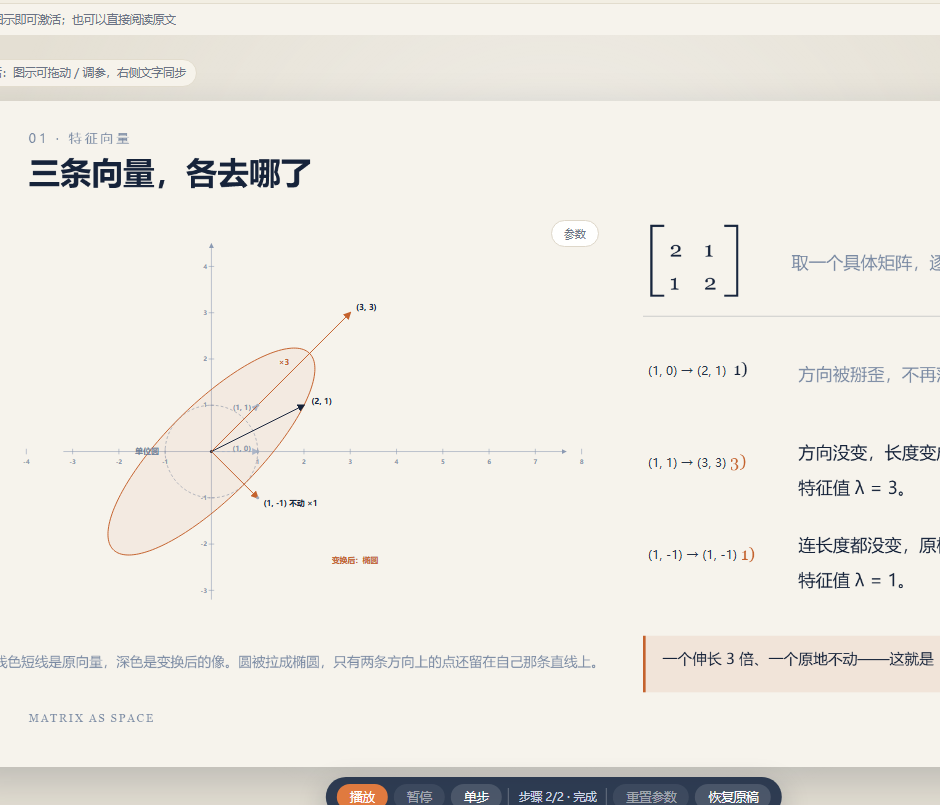 图示即可激活；也可以直接阅读原文
：图示可拖动 / 调参，右侧文字同步
01 · 特征向量
三条向量，各去哪了
参数
2 1
1 2
取一个具体矩阵，逐
4
3
2
1
-1
-2
-3
-4 -3 -2 -1 1 2 3 4 5 6 7 8
(3, 3)
×3
(2, 1)
(1, 1)
(1, 0)
单位圆
(1, -1) 不动 ×1
变换后：椭圆
(1, 0) → (2, 1) 1)
方向被掰歪，不再
(1, 1) → (3, 3) 3)
方向没变，长度变
特征值 λ = 3。
(1, -1) → (1, -1) 1)
连长度都没变，原
特征值 λ = 1。
浅色短线是原向量，深色是变换后的像。圆被拉成椭圆，只有两条方向上的点还留在自己那条直线上。
一个伸长 3 倍、一个原地不动——这就是
MATRIX AS SPACE
播放 暂停 单步 步骤 2/2 · 完成 重置参数 恢复原稿